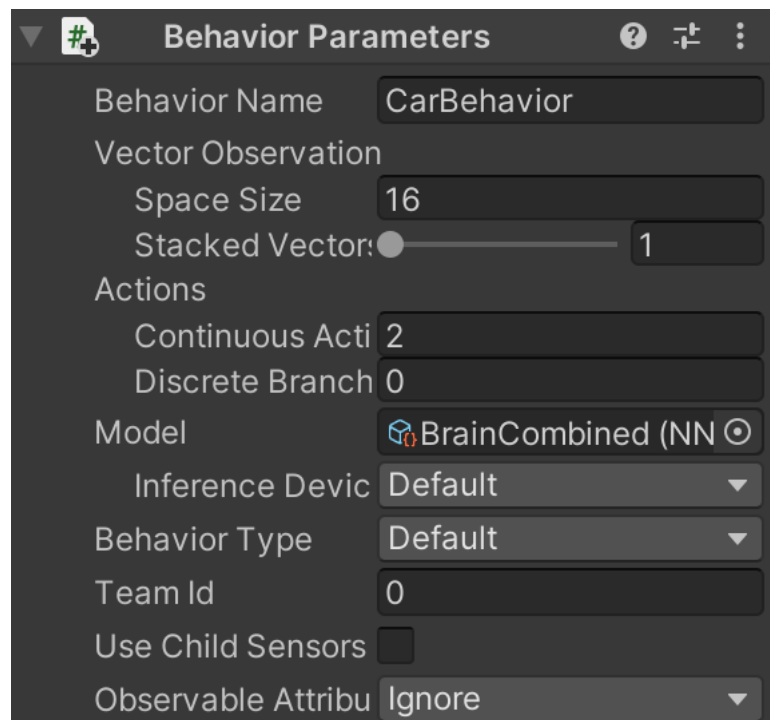 Behavior Parameters
Behavior Name CarBehavior
Vector Observation
Space Size 16
Stacked Vectors 1
Actions
Continuous Acti 2
Discrete Branch 0
Model BrainCombined (NN
Inference Devic Default
Behavior Type Default
Team Id 0
Use Child Sensors
Observable Attribu Ignore